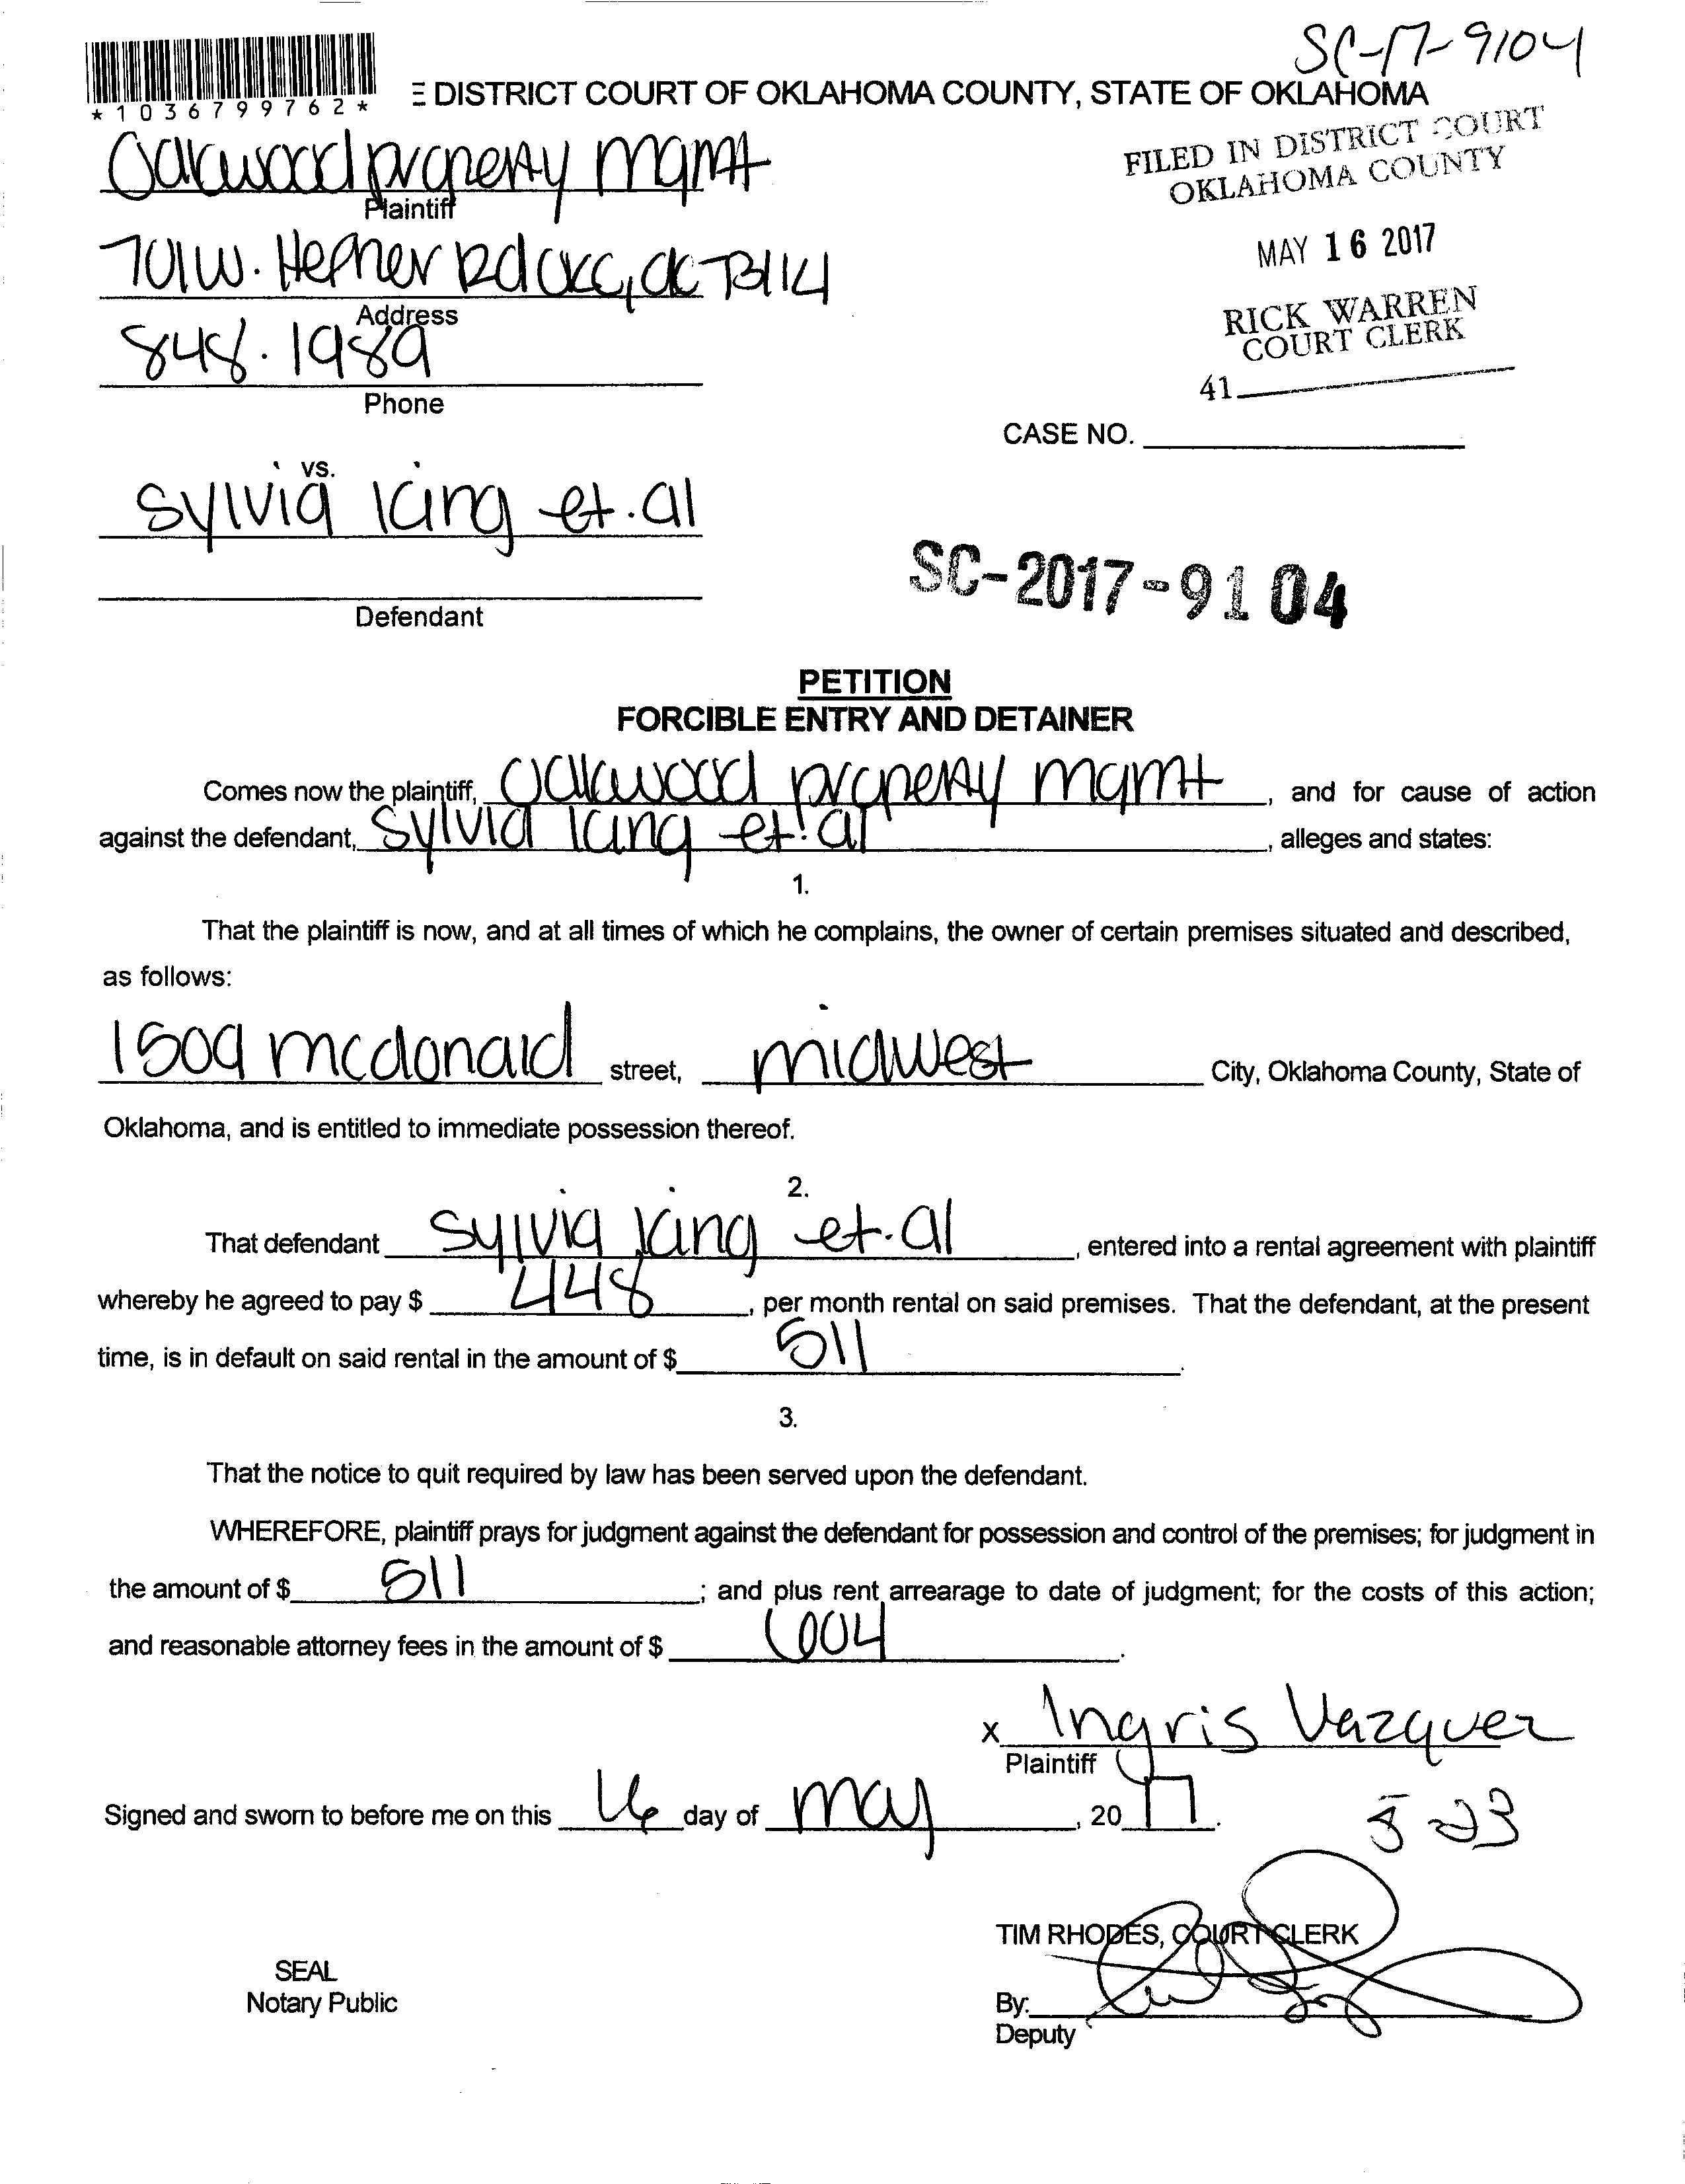 SC-17-9104
*1036799762*
E DISTRICT COURT OF OKLAHOMA COUNTY, STATE OF OKLAHOMA
Oakwood property mgmt
Plaintiff
FILED IN DISTRICT COURT
OKLAHOMA COUNTY
701 W. Hefner Rd OKC, OK 73114
Address
MAY 16 2017
848.1989
Phone
RICK WARREN
COURT CLERK
41
CASE NO.
vs.
Sylvia King et.al
Defendant
SC-2017-9104
PETITION
FORCIBLE ENTRY AND DETAINER
Comes now the plaintiff, Oakwood property mgmt, and for cause of action
against the defendant, Sylvia King et.al, alleges and states:
1.
That the plaintiff is now, and at all times of which he complains, the owner of certain premises situated and described,
as follows:
1509 mcdonald street, midwest City, Oklahoma County, State of
Oklahoma, and is entitled to immediate possession thereof.
2.
That defendant Sylvia King et.al, entered into a rental agreement with plaintiff
whereby he agreed to pay $ 448, per month rental on said premises. That the defendant, at the present
time, is in default on said rental in the amount of $ 511.
3.
That the notice to quit required by law has been served upon the defendant.
WHEREFORE, plaintiff prays for judgment against the defendant for possession and control of the premises; for judgment in
the amount of $ 511; and plus rent arrearage to date of judgment; for the costs of this action;
and reasonable attorney fees in the amount of $ 604.
x Ingris Vazquez
Plaintiff
Signed and sworn to before me on this 16 day of may, 20 17.
5-23
TIM RHODES, COURT CLERK
SEAL
Notary Public
By:
Deputy